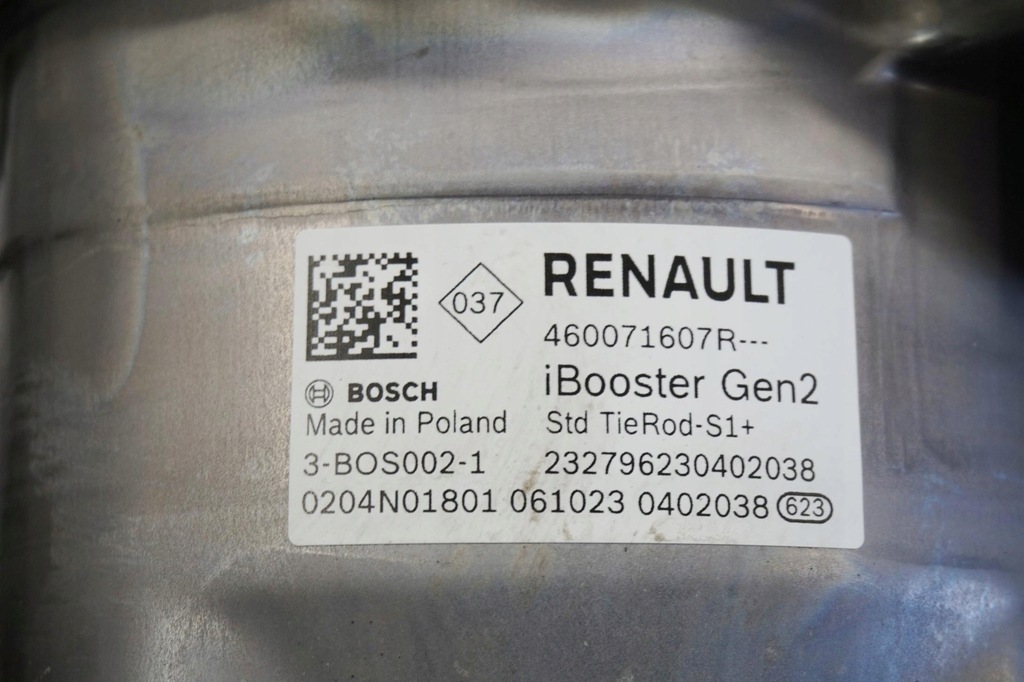 037
RENAULT
460071607R---
BOSCH
iBooster Gen2
Made in Poland
Std TieRod-S1+
3-BOS002-1
232796230402038
0204N01801 061023 0402038 623